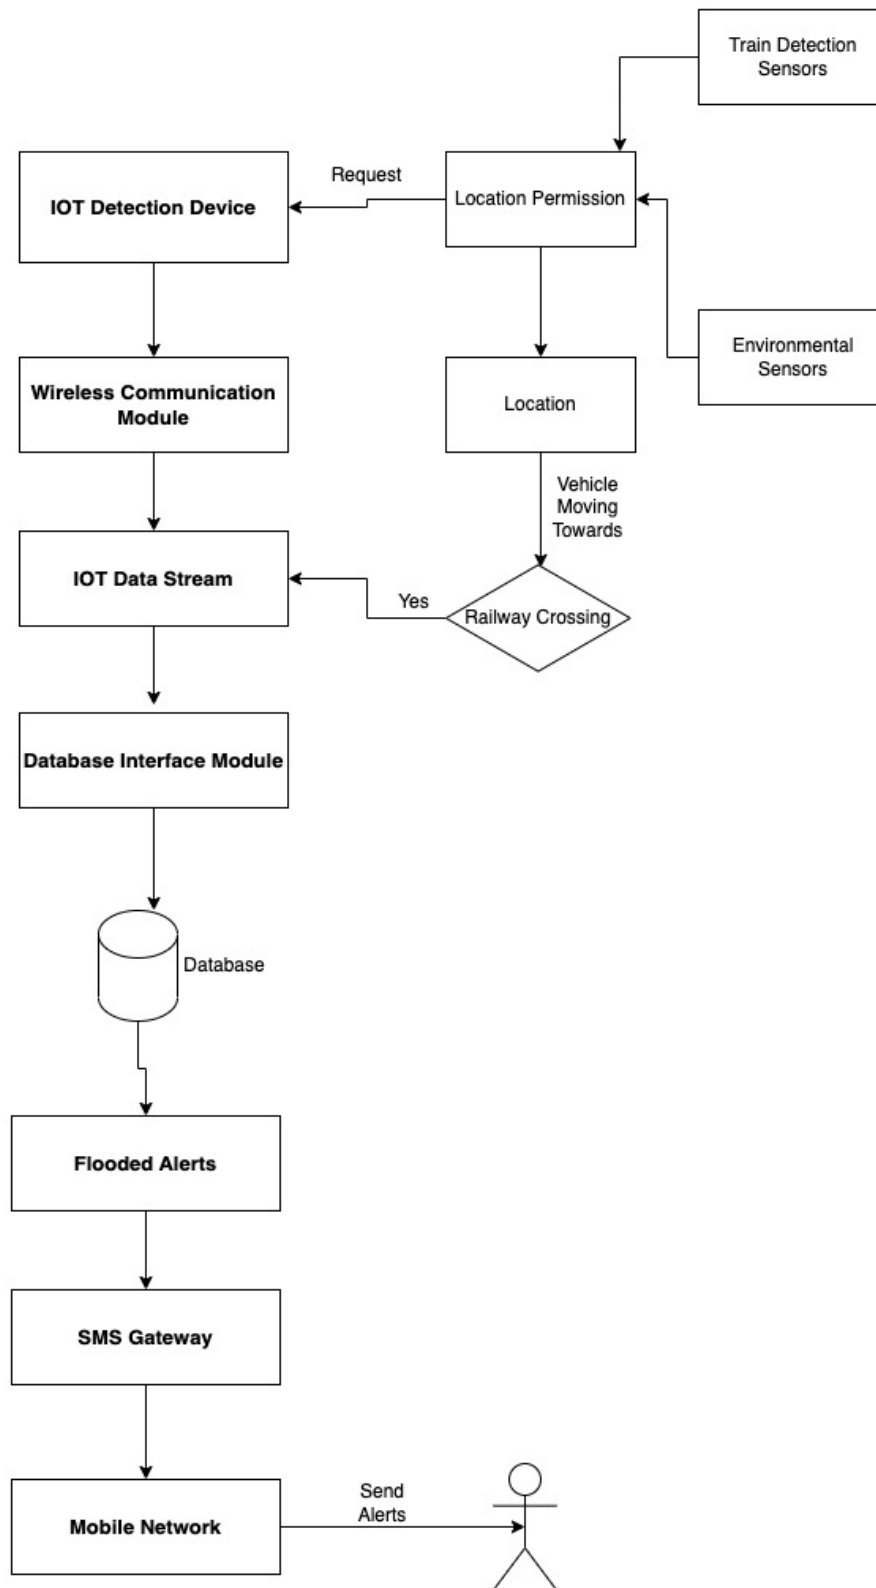 Train Detection
Sensors
Request
IOT Detection Device
Location Permission
Environmental
Sensors
Wireless Communication
Module
Location
Vehicle
Moving
Towards
IOT Data Stream
Yes
Railway Crossing
Database Interface Module
Database
Flooded Alerts
SMS Gateway
Send
Alerts
Mobile Network